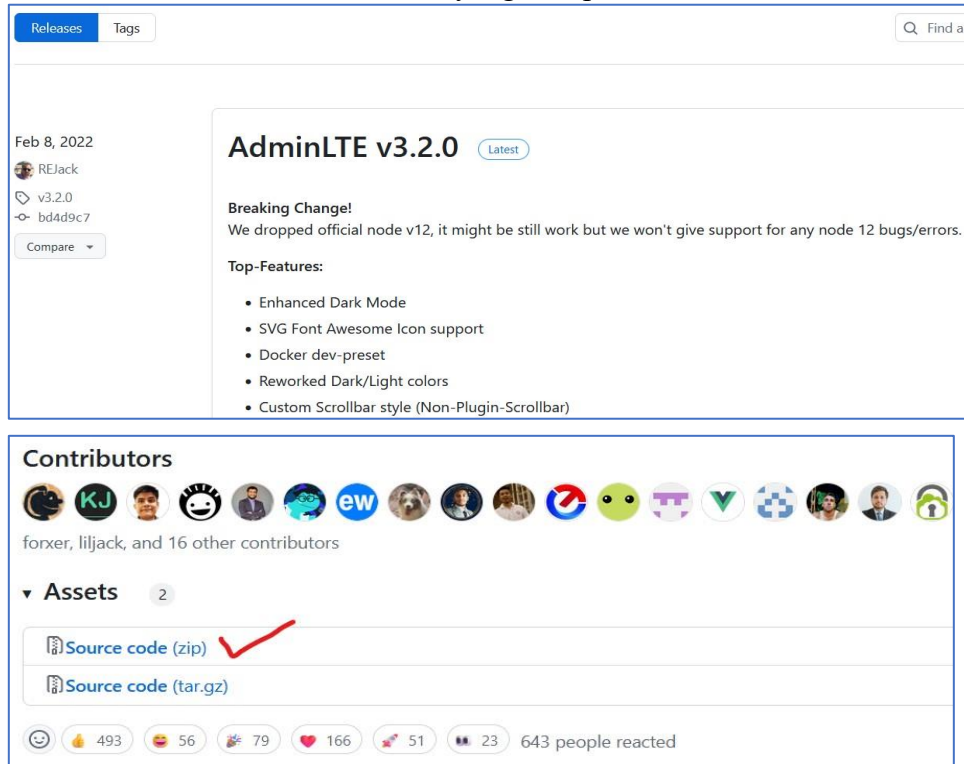 Releases Tags
Find a
Feb 8, 2022
REJack
v3.2.0
bd4d9c7
Compare
AdminLTE v3.2.0 Latest
Breaking Change!
We dropped official node v12, it might be still work but we won't give support for any node 12 bugs/errors.
Top-Features:
• Enhanced Dark Mode
• SVG Font Awesome Icon support
• Docker dev-preset
• Reworked Dark/Light colors
• Custom Scrollbar style (Non-Plugin-Scrollbar)
Contributors
KJ ew
forxer, liljack, and 16 other contributors
Assets 2
Source code (zip)
Source code (tar.gz)
493 56 79 166 51 23 643 people reacted